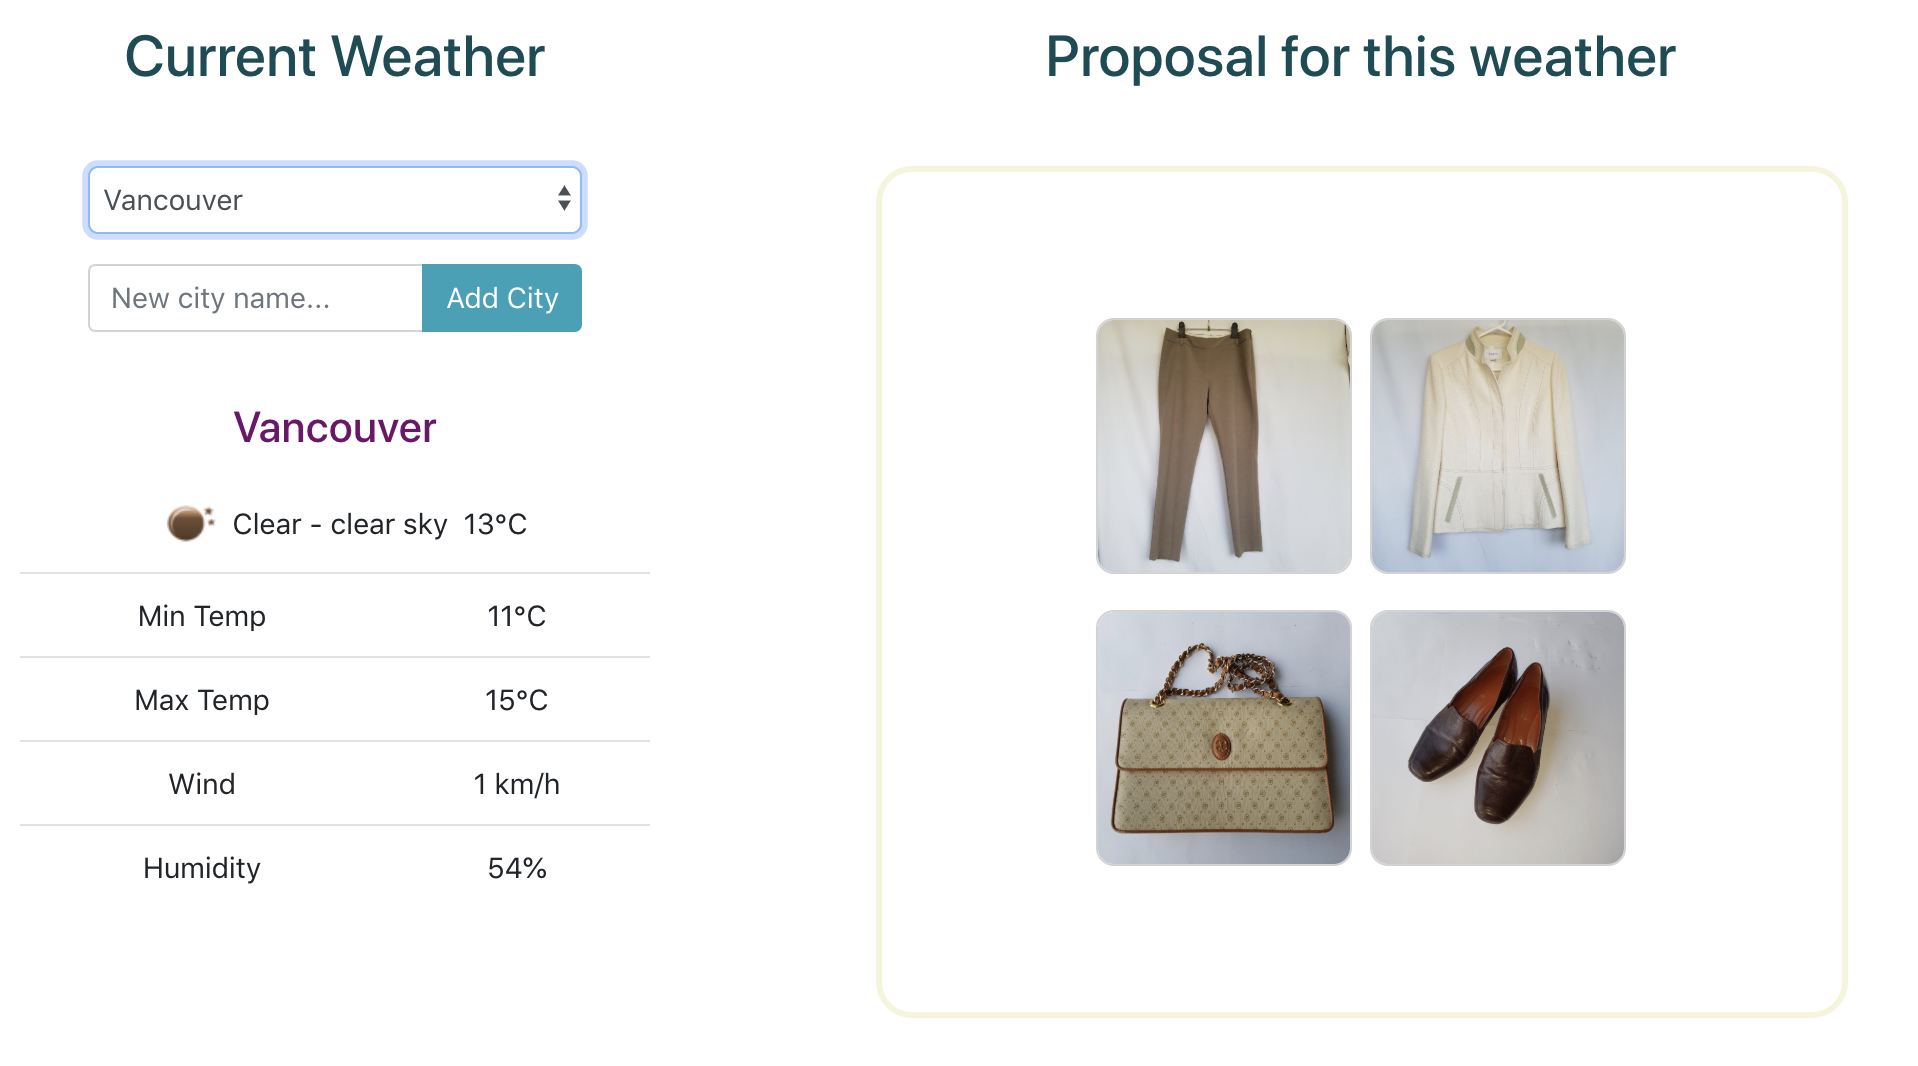 Current Weather
Vancouver
New city name...
Add City
Vancouver
Clear - clear sky 13°C
Min Temp 11°C
Max Temp 15°C
Wind 1 km/h
Humidity 54%
Proposal for this weather